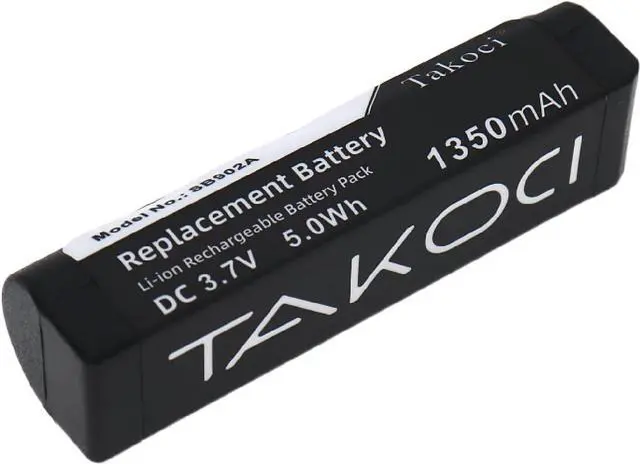 Takoci®
Model No.: SB902A
Replacement Battery
Li-ion Rechargeable Battery Pack
DC 3.7V 5.0Wh
1350mAh
TAKOCI